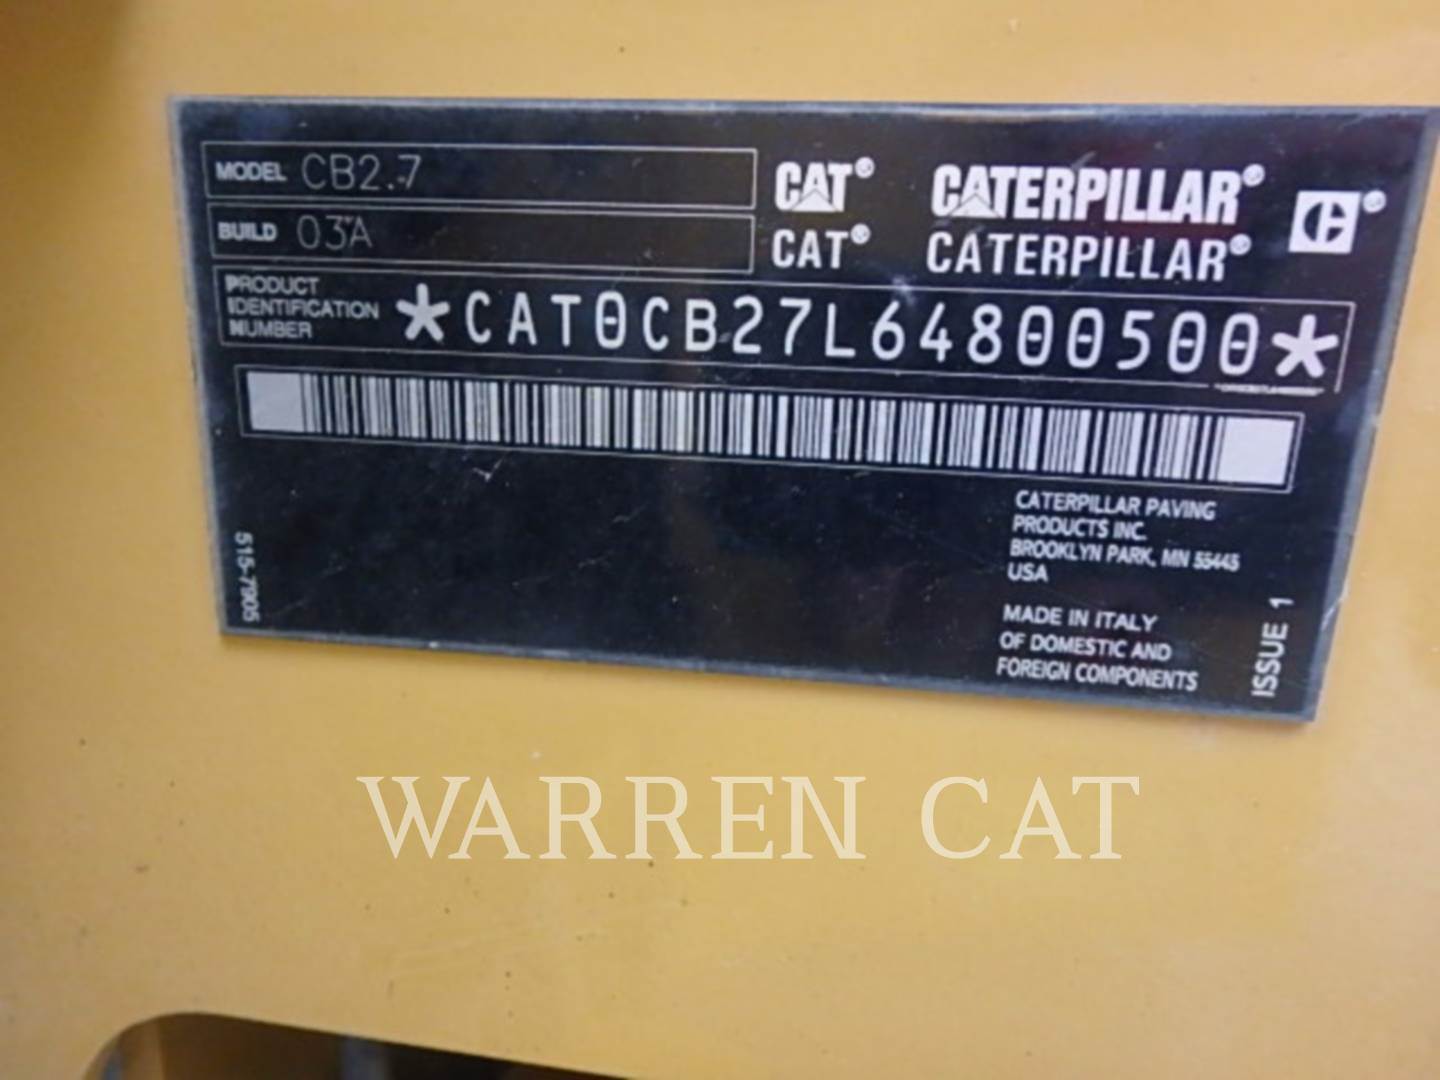 MODEL CB2.7
BUILD 03A
CAT® CATERPILLAR®
CAT® CATERPILLAR®
PRODUCT
IDENTIFICATION
NUMBER
*CAT0CB27L64800500*
515-7905
CATERPILLAR PAVING
PRODUCTS INC.
BROOKLYN PARK, MN 55445
USA
MADE IN ITALY
OF DOMESTIC AND
FOREIGN COMPONENTS
ISSUE 1
WARREN CAT